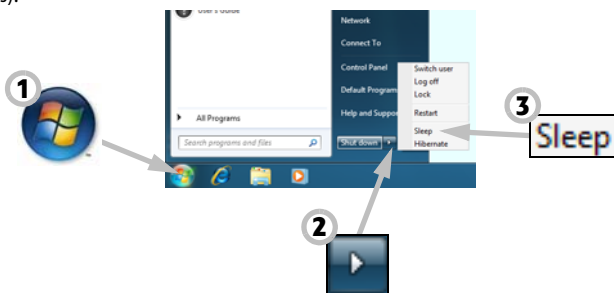 s).
User's Guide
Network
Connect To
Control Panel
Default Program
Help and Suppo
All Programs
Search programs and files
Shut down
Switch user
Log off
Lock
Restart
Sleep
Hibernate
1
2
3
Sleep